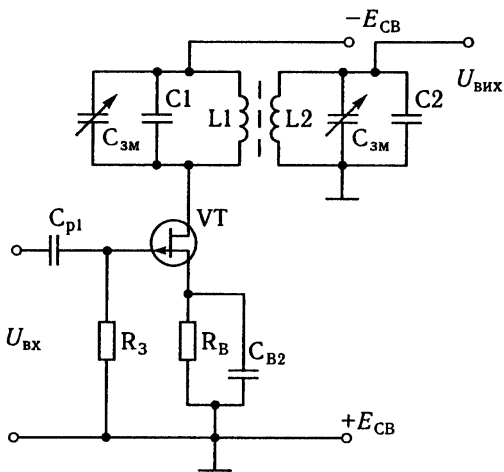 −E_СВ
C1
L1
L2
C2
U_ВИХ
C_ЗМ
C_ЗМ
C_р1
VT
U_ВХ
R_З
R_В
C_В2
+E_СВ